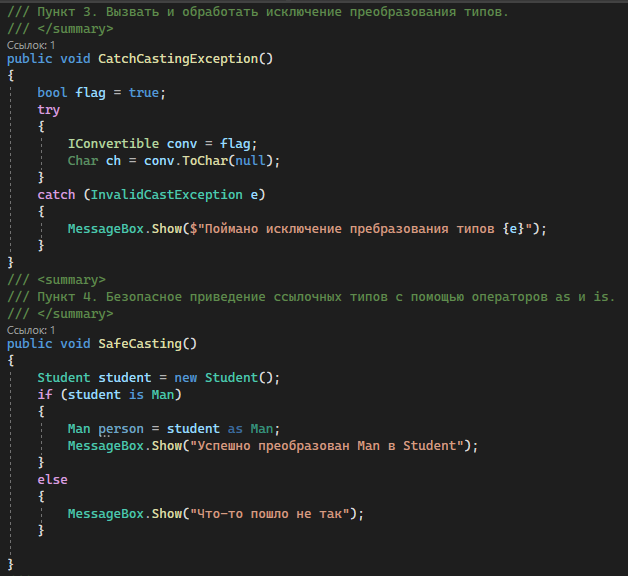 /// Пункт 3. Вызвать и обработать исключение преобразования типов.
/// </summary>
Ссылок: 1
public void CatchCastingException()
{
bool flag = true;
try
{
IConvertible conv = flag;
Char ch = conv.ToChar(null);
}
catch (InvalidCastException e)
{
MessageBox.Show($"Поймано исключение пребразования типов {e}");
}
}
/// <summary>
/// Пункт 4. Безопасное приведение ссылочных типов с помощью операторов as и is.
/// </summary>
Ссылок: 1
public void SafeCasting()
{
Student student = new Student();
if (student is Man)
{
Man person = student as Man;
MessageBox.Show("Успешно преобразован Man в Student");
}
else
{
MessageBox.Show("Что-то пошло не так");
}
}